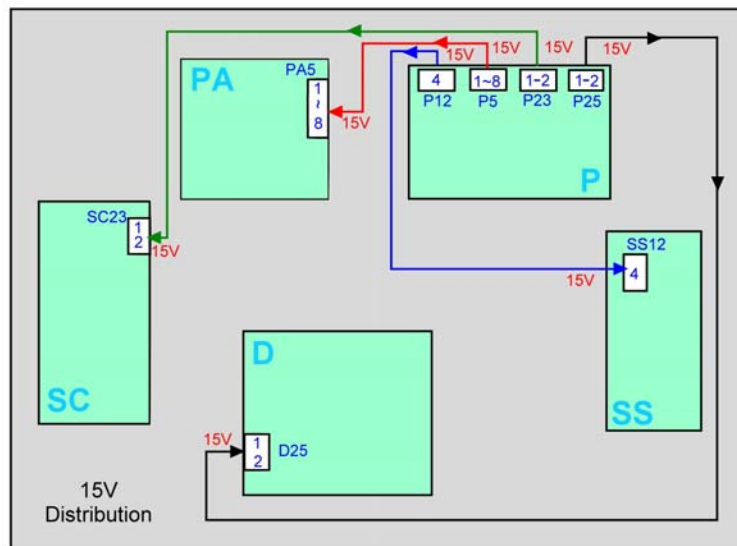 15V 15V 15V 15V
PA PA5
1
~
8
15V
4 1~8 1-2 1-2
P12 P5 P23 P25
P
SC23
1
2
15V
SC
SS12
4
15V
SS
D
15V
1
2
D25
15V
Distribution